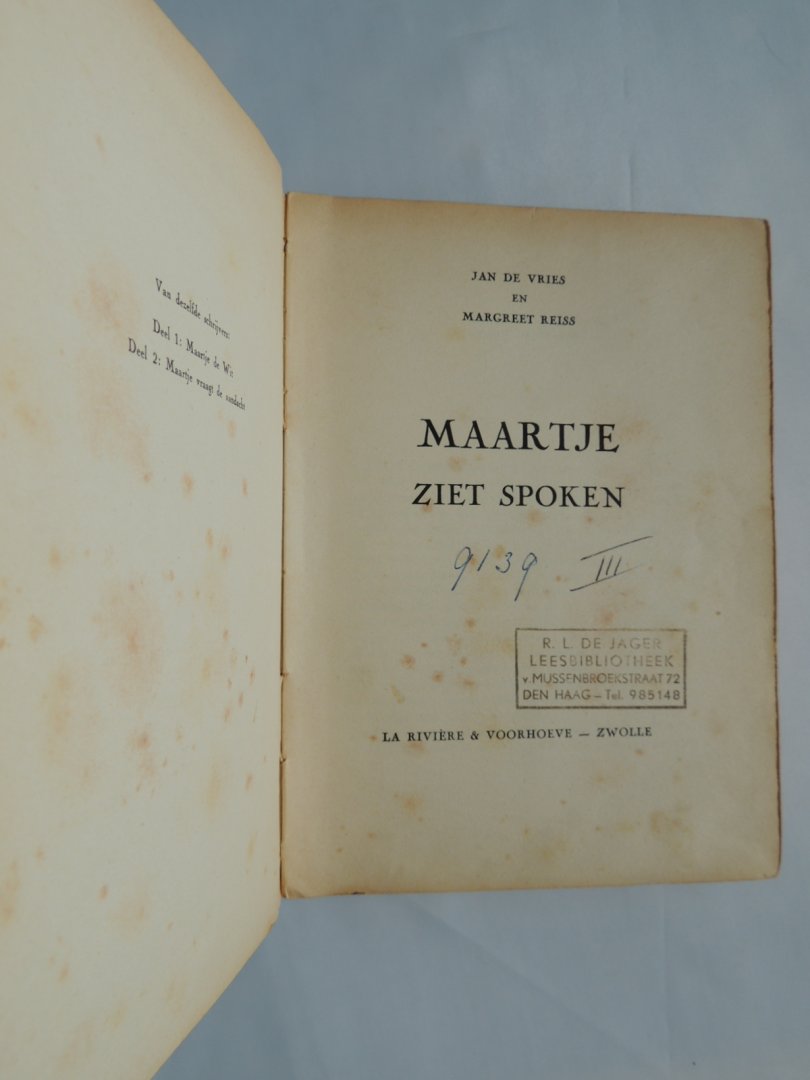 Van dezelfde schrijvers:
Deel 1: Maartje de Wit
Deel 2: Maartje vraagt de aandacht
JAN DE VRIES
EN
MARGREET REISS
MAARTJE
ZIET SPOKEN
9139 III
R. L. DE JAGER
LEESBIBLIOTHEEK
v. MUSSENBROEKSTRAAT 72
DEN HAAG – Tel. 985148
LA RIVIÈRE & VOORHOEVE — ZWOLLE